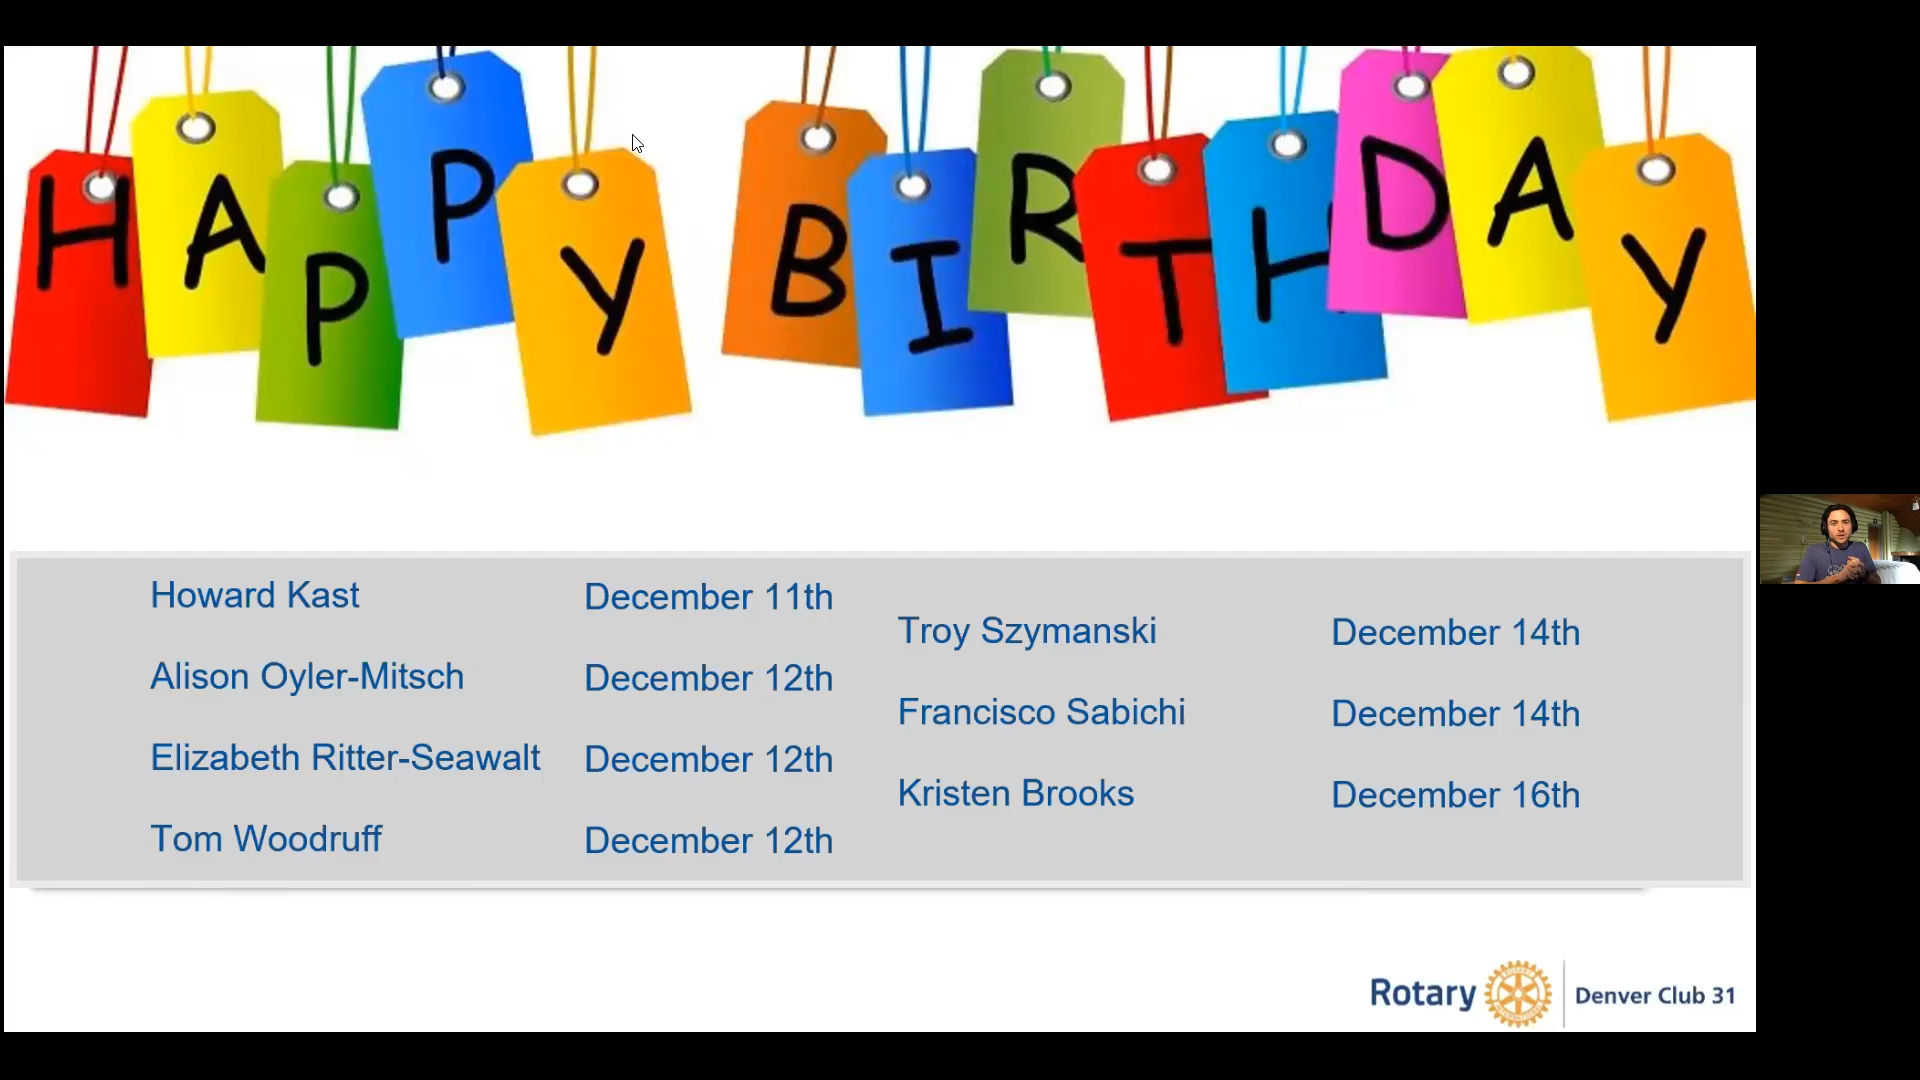 HAPPY BIRTHDAY
Howard Kast December 11th
Alison Oyler-Mitsch December 12th
Elizabeth Ritter-Seawalt December 12th
Tom Woodruff December 12th
Troy Szymanski December 14th
Francisco Sabichi December 14th
Kristen Brooks December 16th
Rotary
Denver Club 31